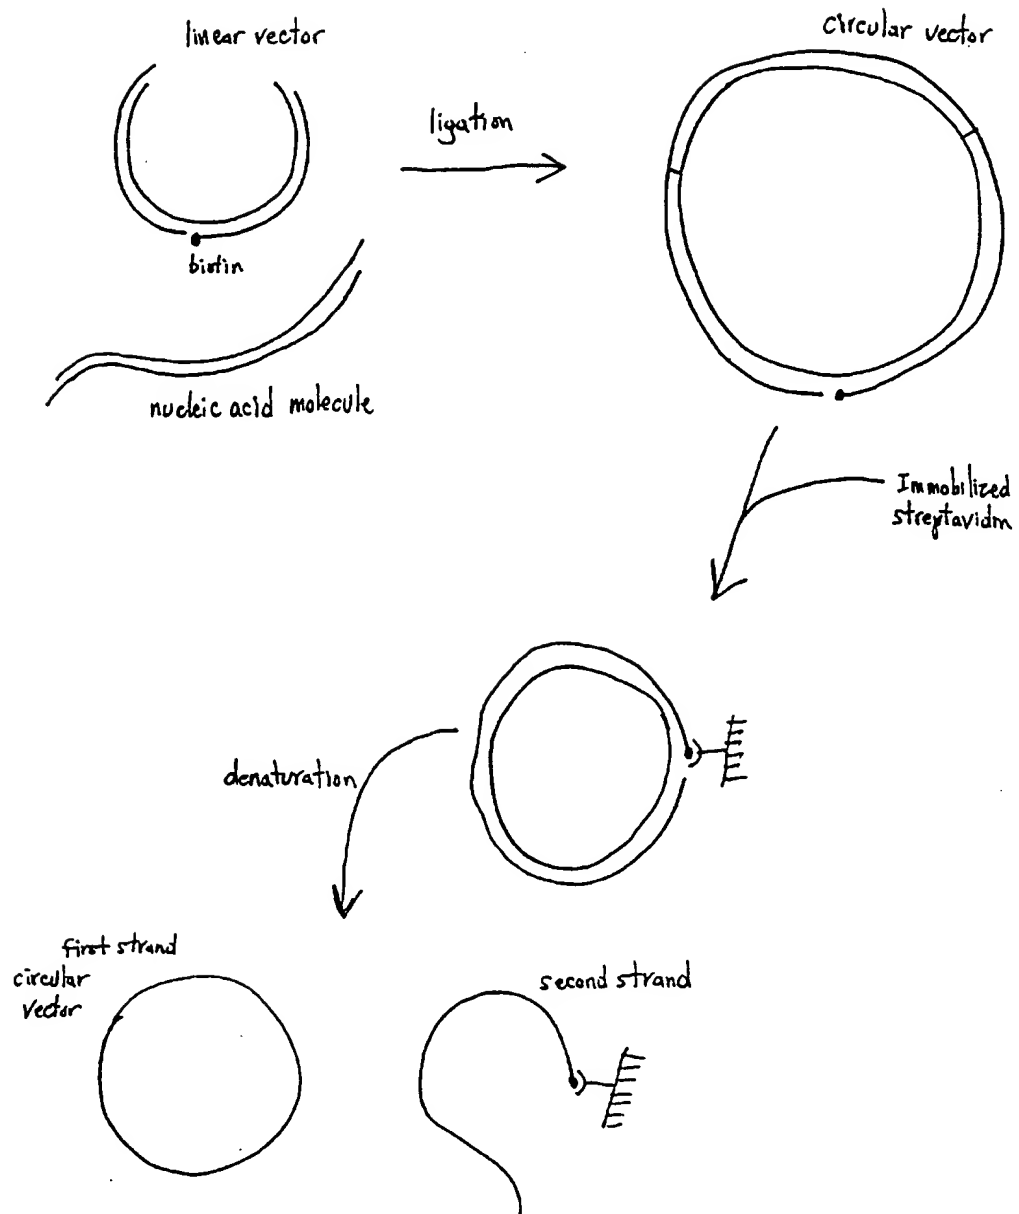 linear vector
circular vector
ligation
biotin
nucleic acid molecule
Immobilized
streptavidin
denaturation
first strand
circular
vector
second strand